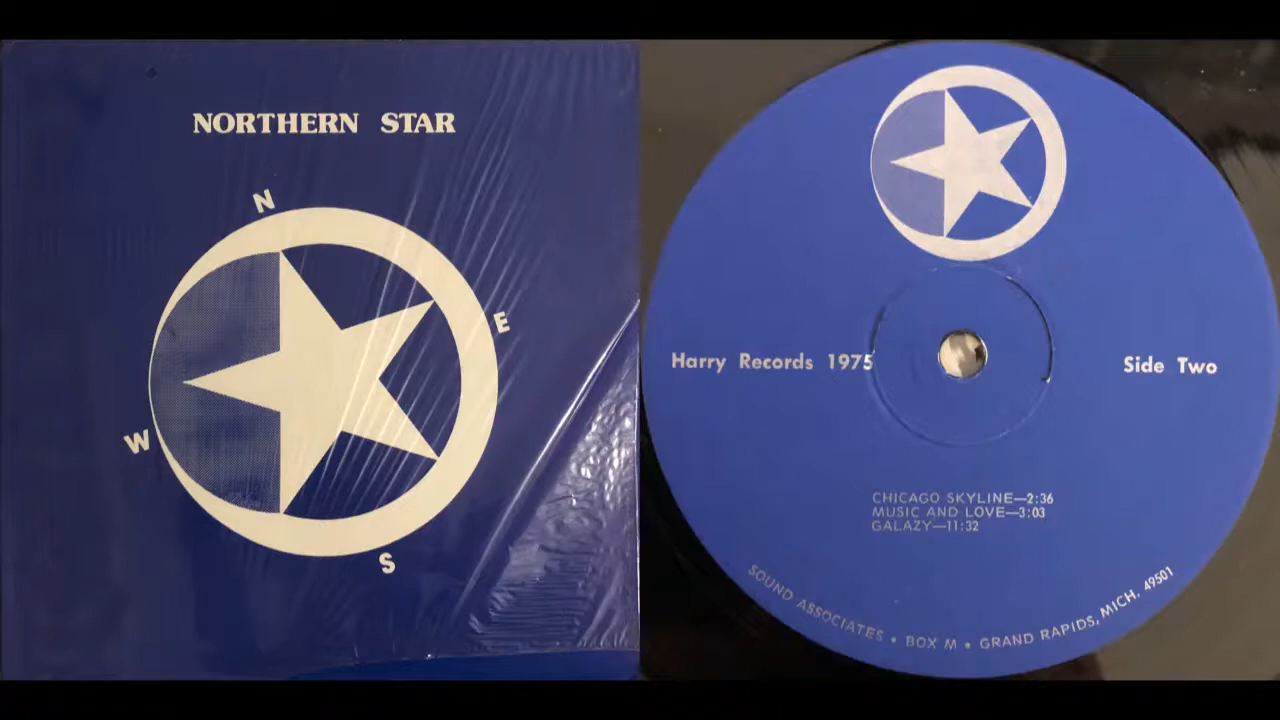 NORTHERN STAR
N
E
W
S
Harry Records 1975
Side Two
CHICAGO SKYLINE—2:36
MUSIC AND LOVE—3:03
GALAZY—11:32
SOUND ASSOCIATES • BOX M • GRAND RAPIDS, MICH. 49501